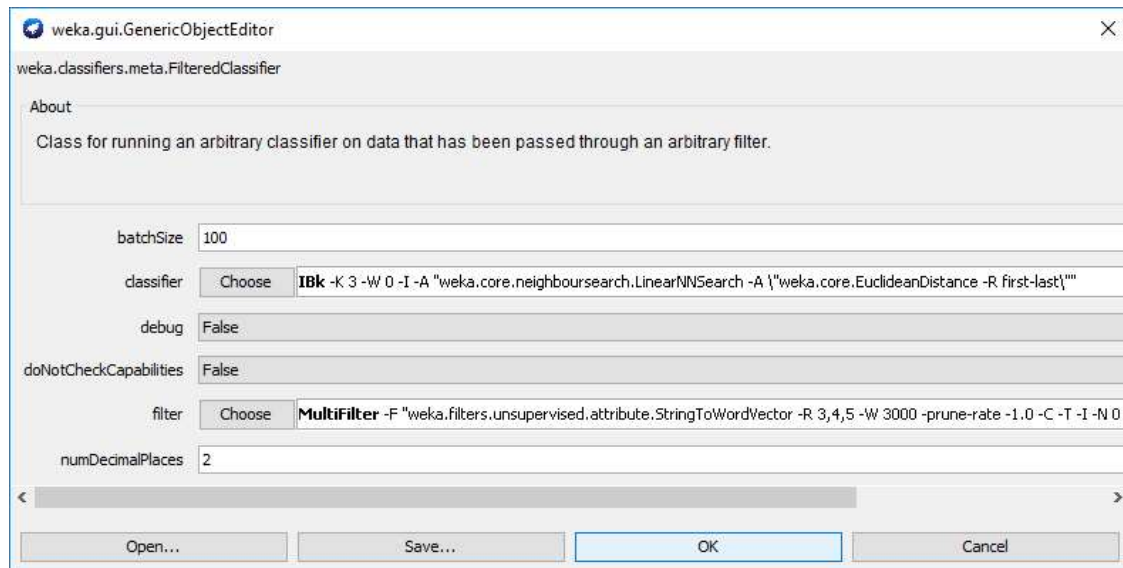 weka.gui.GenericObjectEditor
weka.classifiers.meta.FilteredClassifier
About
Class for running an arbitrary classifier on data that has been passed through an arbitrary filter.
batchSize 100
classifier Choose IBk -K 3 -W 0 -I -A "weka.core.neighboursearch.LinearNNSearch -A \"weka.core.EuclideanDistance -R first-last\""
debug False
doNotCheckCapabilities False
filter Choose MultiFilter -F "weka.filters.unsupervised.attribute.StringToWordVector -R 3,4,5 -W 3000 -prune-rate -1.0 -C -T -I -N 0
numDecimalPlaces 2
Open... Save... OK Cancel